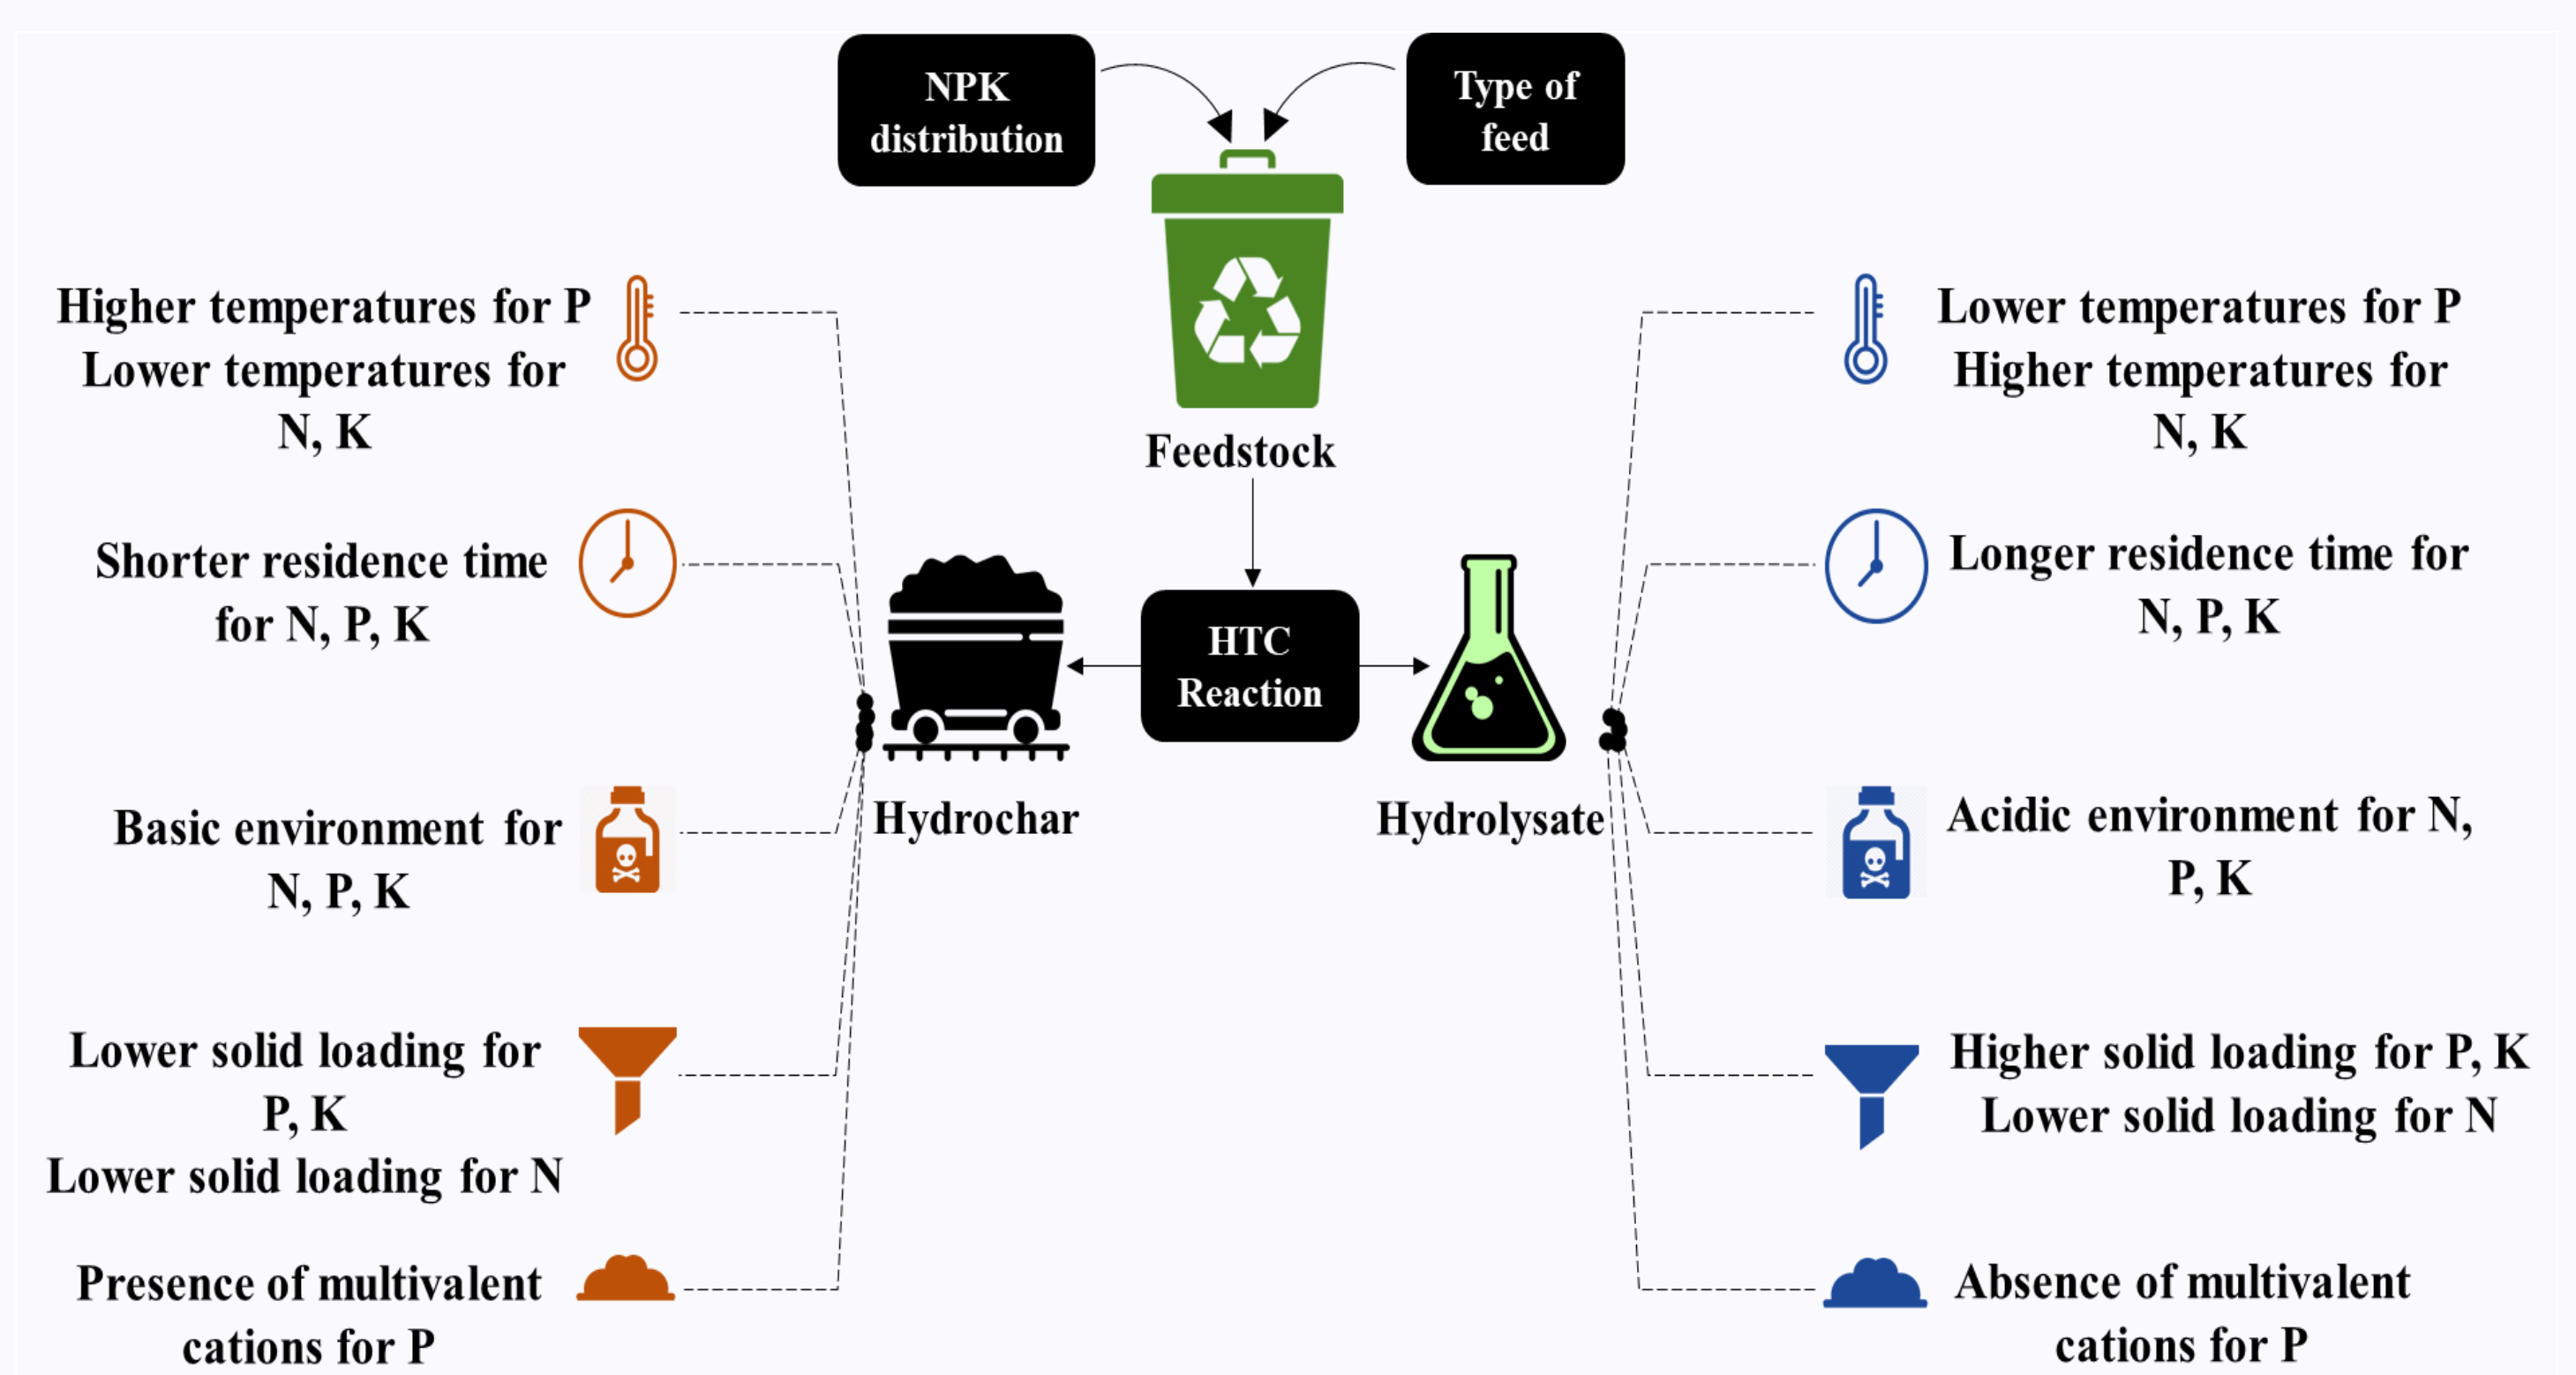 NPK
distribution
Type of
feed
Feedstock
HTC
Reaction
Hydrochar
Hydrolysate
Higher temperatures for P
Lower temperatures for
N, K
Shorter residence time
for N, P, K
Basic environment for
N, P, K
Lower solid loading for
P, K
Lower solid loading for N
Presence of multivalent
cations for P
Lower temperatures for P
Higher temperatures for
N, K
Longer residence time for
N, P, K
Acidic environment for N,
P, K
Higher solid loading for P, K
Lower solid loading for N
Absence of multivalent
cations for P